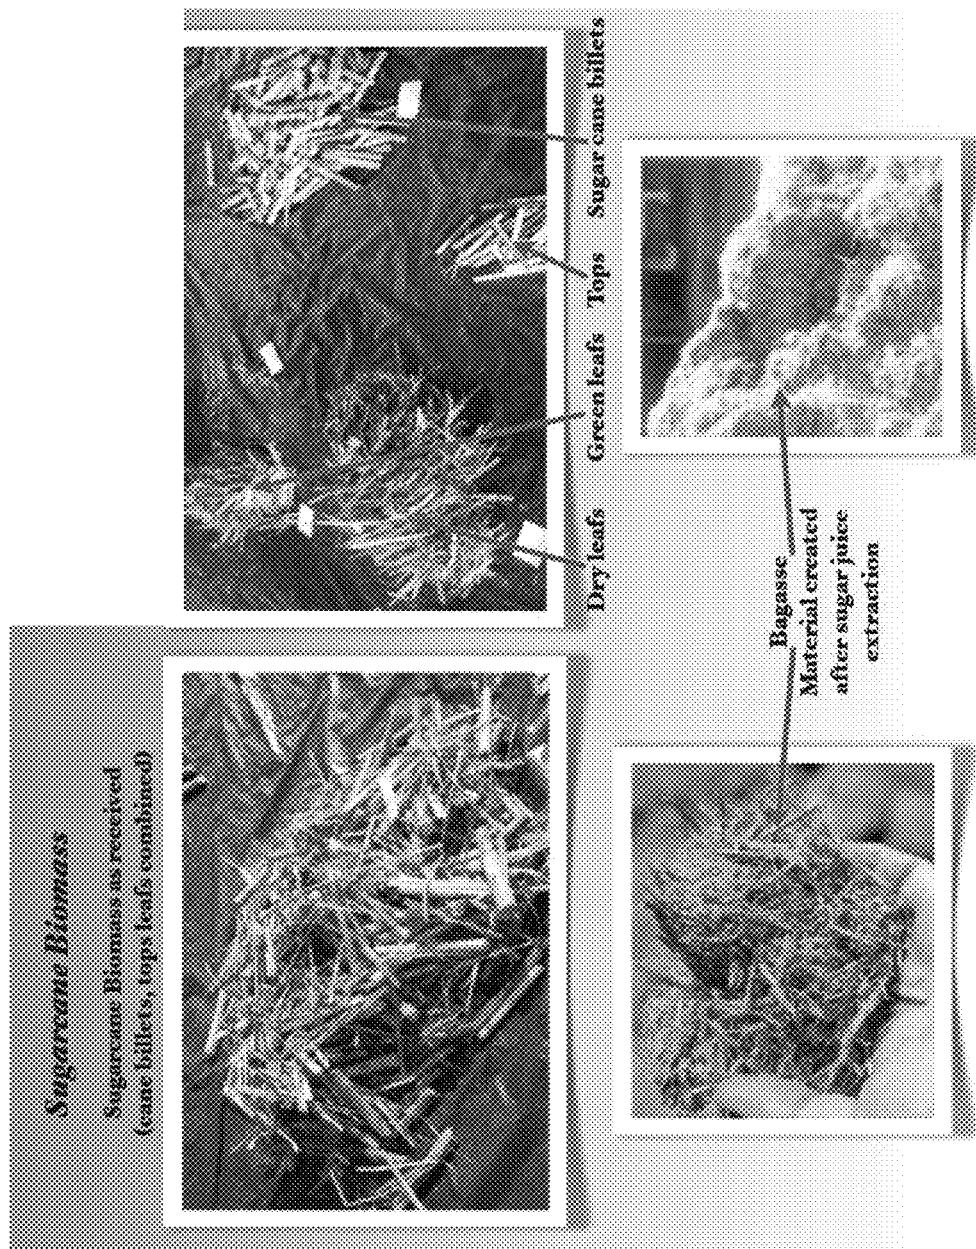 Sugarcane Biomass
Sugarcane Biomass as received
(cane billets, tops leafs combined)
Dry leafs
Green leafs
Tops
Sugar cane billets
Bagasse
Material created
after sugar juice
extraction